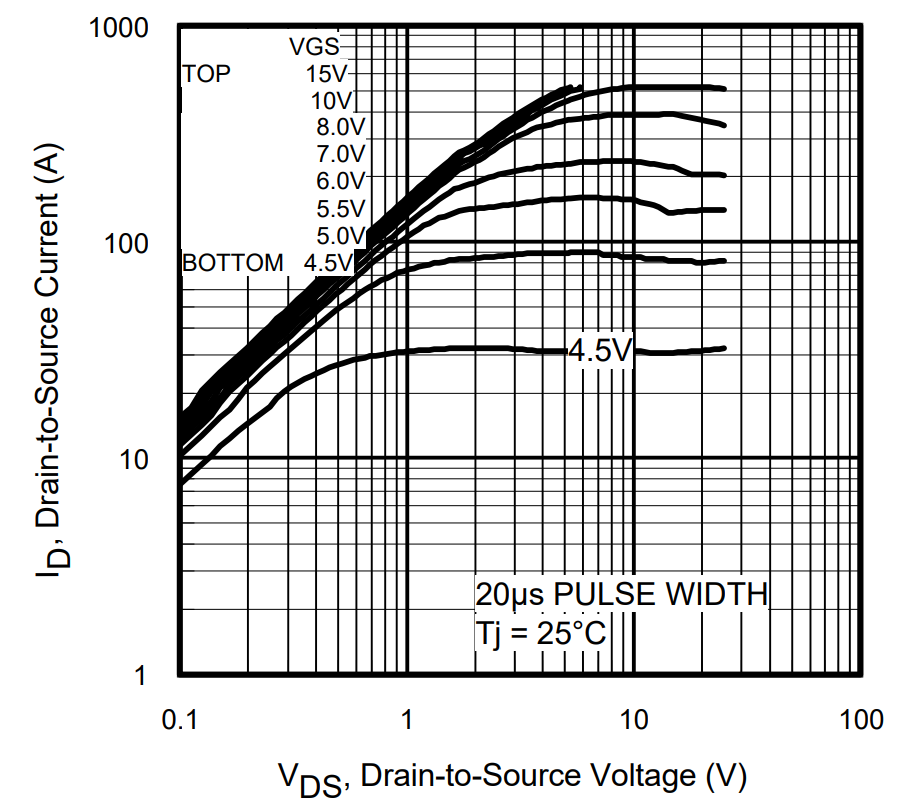 1000
VGS
TOP 15V
10V
8.0V
7.0V
6.0V
5.5V
5.0V
BOTTOM 4.5V
100
4.5V
10
20µs PULSE WIDTH
Tj = 25°C
1
0.1 1 10 100
VDS, Drain-to-Source Voltage (V)
ID, Drain-to-Source Current (A)